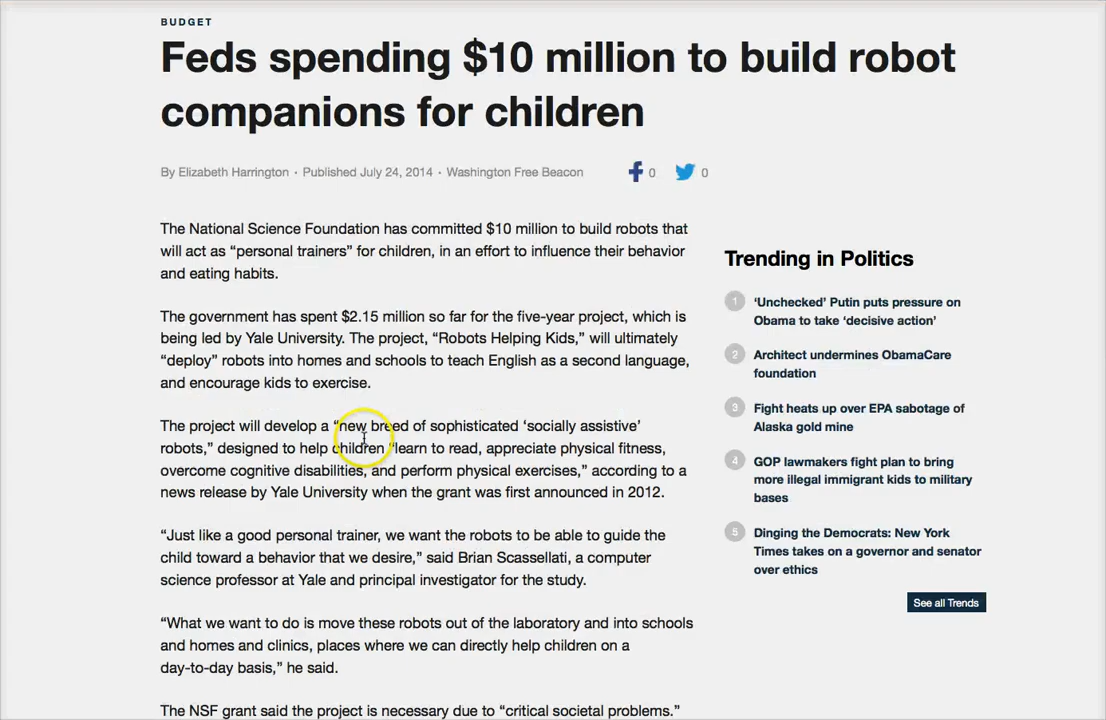 BUDGET
Feds spending $10 million to build robot
companions for children
By Elizabeth Harrington • Published July 24, 2014 • Washington Free Beacon
0
0
The National Science Foundation has committed $10 million to build robots that
will act as “personal trainers” for children, in an effort to influence their behavior
and eating habits.
The government has spent $2.15 million so far for the five-year project, which is
being led by Yale University. The project, “Robots Helping Kids,” will ultimately
“deploy” robots into homes and schools to teach English as a second language,
and encourage kids to exercise.
The project will develop a “new breed of sophisticated ‘socially assistive’
robots,” designed to help children “learn to read, appreciate physical fitness,
overcome cognitive disabilities, and perform physical exercises,” according to a
news release by Yale University when the grant was first announced in 2012.
“Just like a good personal trainer, we want the robots to be able to guide the
child toward a behavior that we desire,” said Brian Scassellati, a computer
science professor at Yale and principal investigator for the study.
“What we want to do is move these robots out of the laboratory and into schools
and homes and clinics, places where we can directly help children on a
day-to-day basis,” he said.
The NSF grant said the project is necessary due to “critical societal problems.”
Trending in Politics
1 ‘Unchecked’ Putin puts pressure on
Obama to take ‘decisive action’
2 Architect undermines ObamaCare
foundation
3 Fight heats up over EPA sabotage of
Alaska gold mine
4 GOP lawmakers fight plan to bring
more illegal immigrant kids to military
bases
5 Dinging the Democrats: New York
Times takes on a governor and senator
over ethics
See all Trends